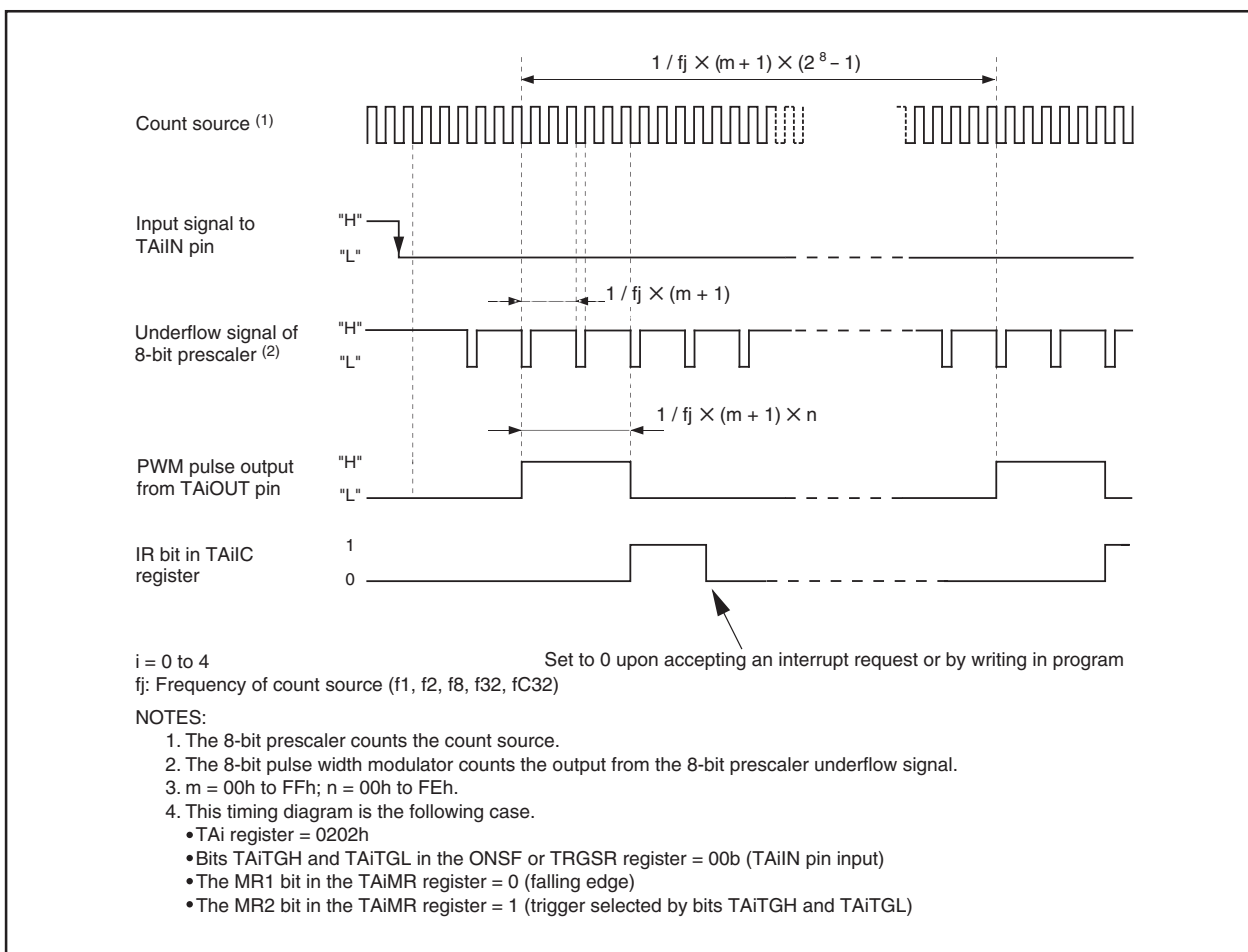 1 / fj × (m + 1) × (2⁸ – 1)
Count source (1)
Input signal to
TAiIN pin
"H"
"L"
1 / fj × (m + 1)
Underflow signal of
8-bit prescaler (2)
"H"
"L"
1 / fj × (m + 1) × n
PWM pulse output
from TAiOUT pin
"H"
"L"
IR bit in TAiIC
register
1
0
Set to 0 upon accepting an interrupt request or by writing in program
i = 0 to 4
fj: Frequency of count source (f1, f2, f8, f32, fC32)
NOTES:
1. The 8-bit prescaler counts the count source.
2. The 8-bit pulse width modulator counts the output from the 8-bit prescaler underflow signal.
3. m = 00h to FFh; n = 00h to FEh.
4. This timing diagram is the following case.
•TAi register = 0202h
•Bits TAiTGH and TAiTGL in the ONSF or TRGSR register = 00b (TAiIN pin input)
•The MR1 bit in the TAiMR register = 0 (falling edge)
•The MR2 bit in the TAiMR register = 1 (trigger selected by bits TAiTGH and TAiTGL)